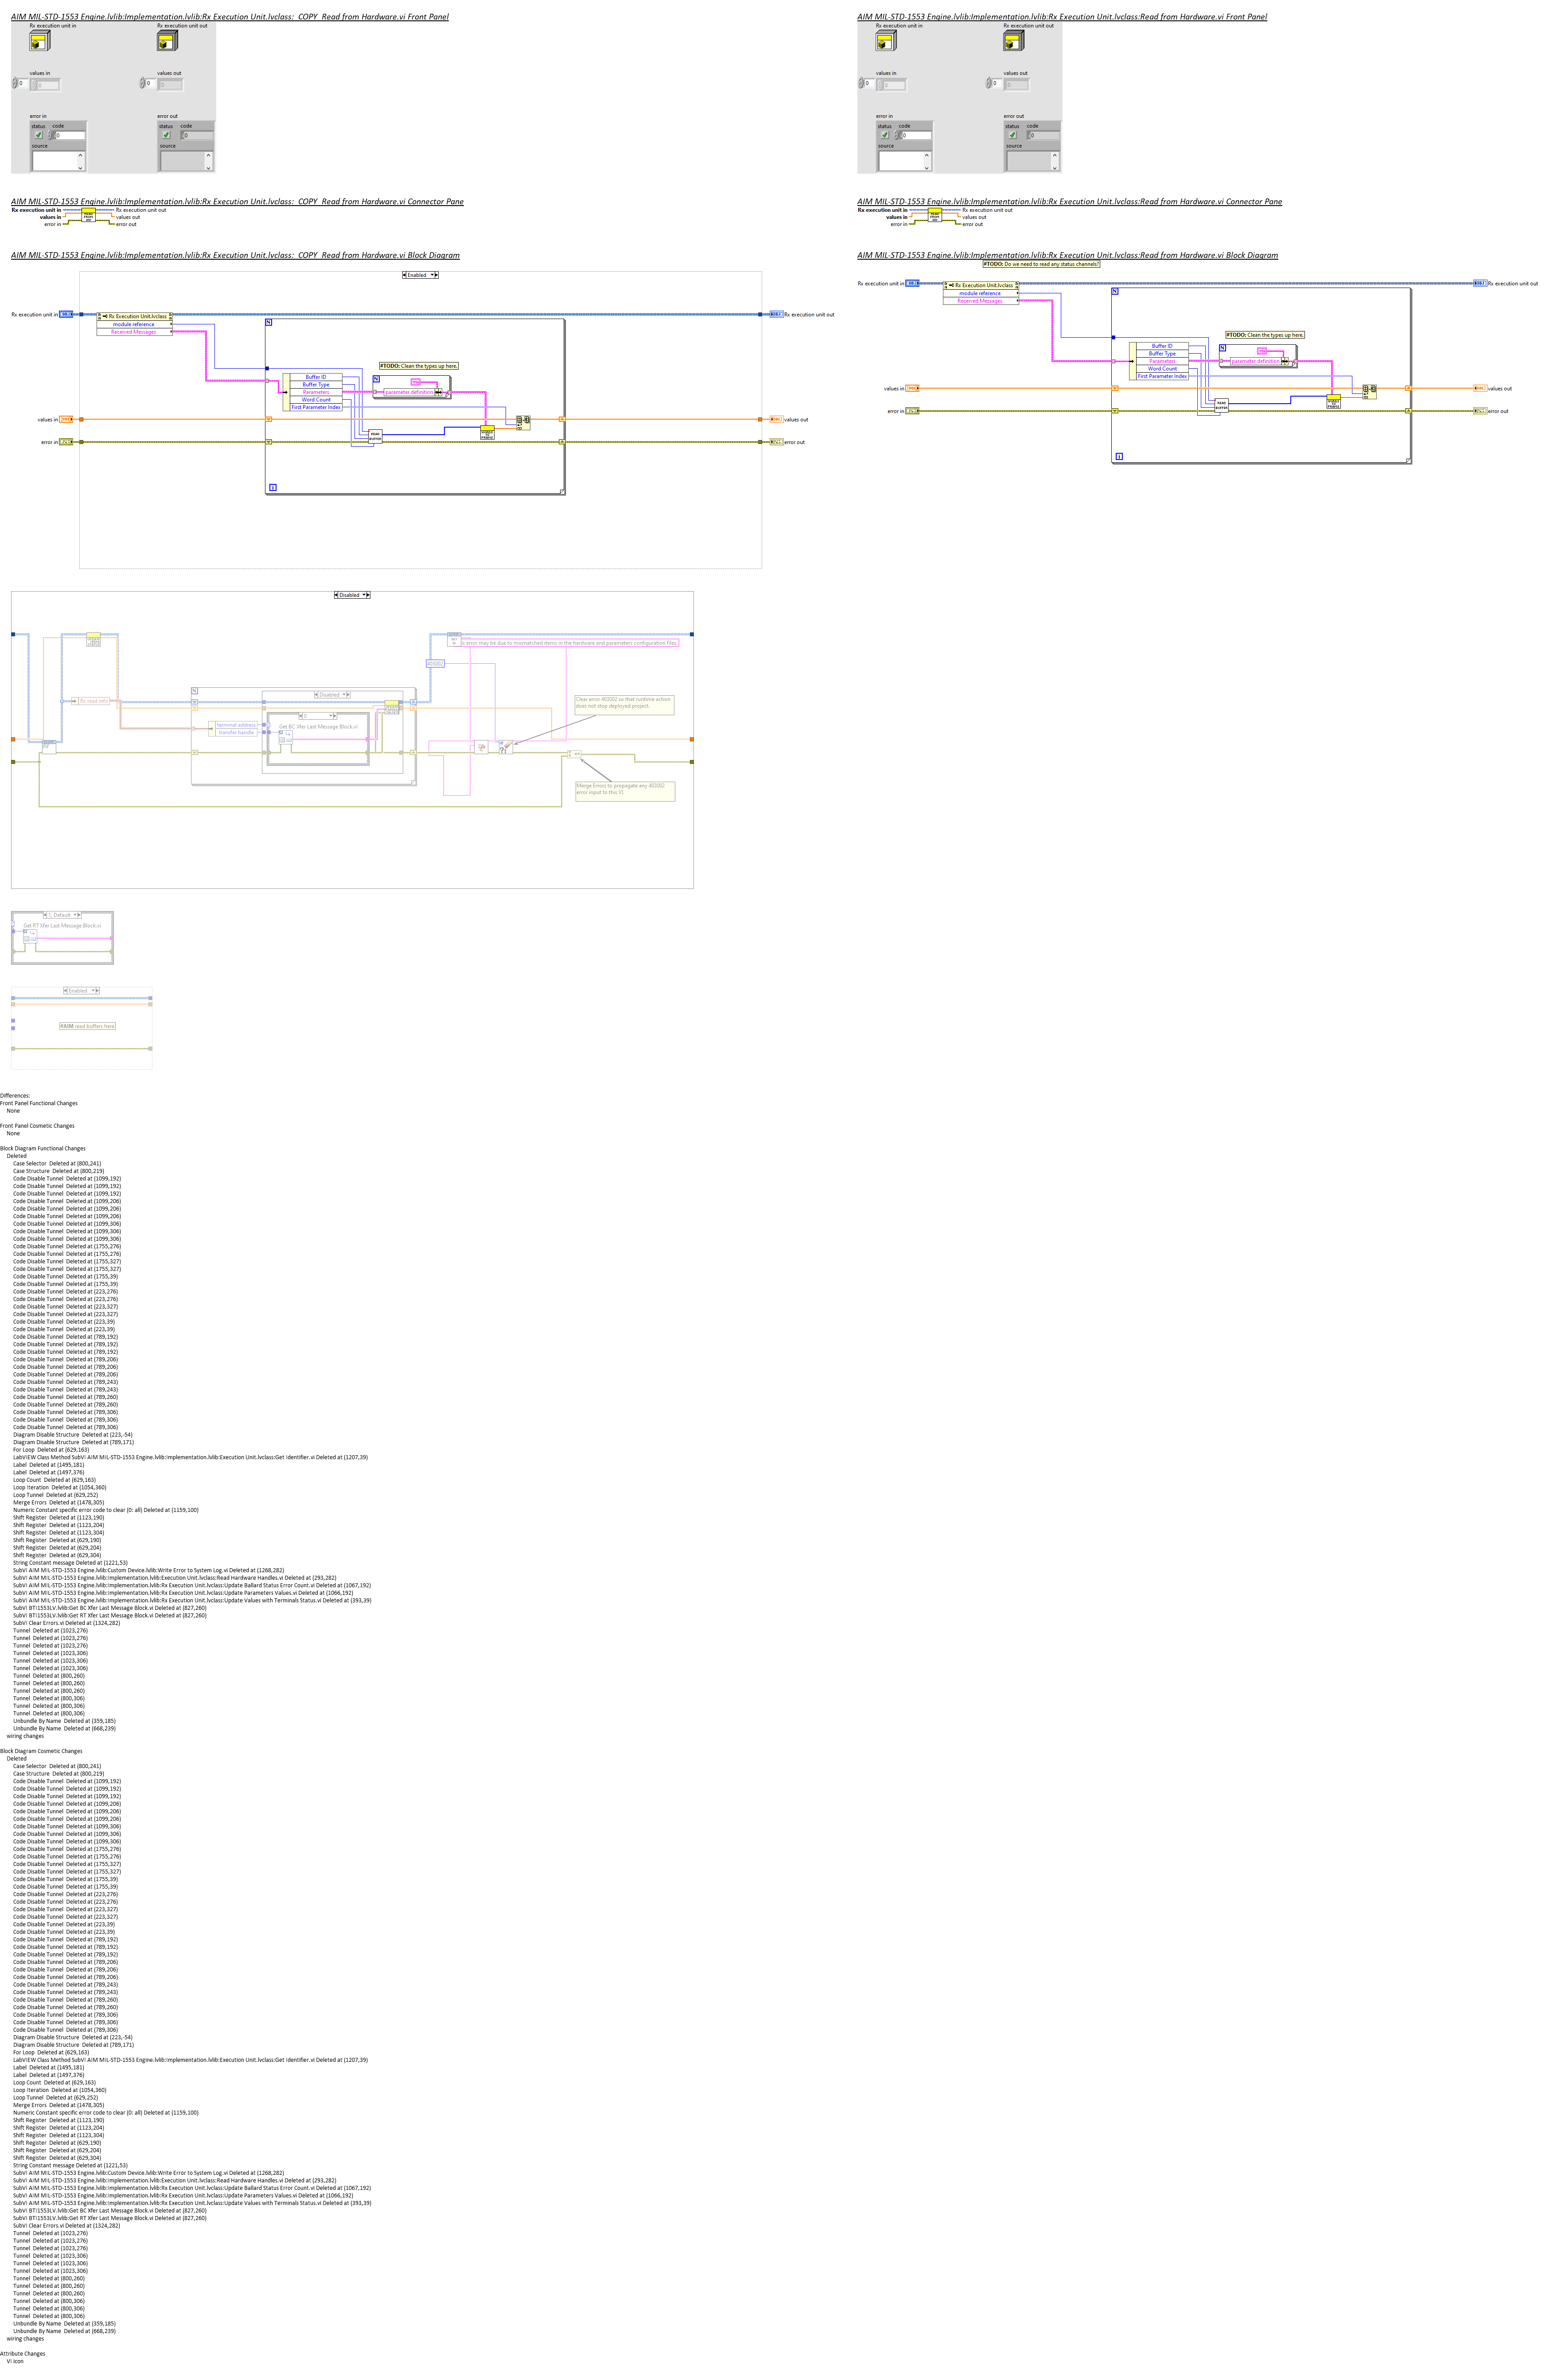 AIM MIL-STD-1553 Engine.lvlib:Implementation.lvlib:Rx Execution Unit.lvclass:_COPY_Read from Hardware.vi Front Panel
Rx execution unit in
Rx execution unit out
values in
values out
0
0
0
0
error in
error out
status code
status code
0
0
source
source
AIM MIL-STD-1553 Engine.lvlib:Implementation.lvlib:Rx Execution Unit.lvclass:_COPY_Read from Hardware.vi Connector Pane
Rx execution unit in
Rx execution unit out
values in
values out
error in
error out
AIM MIL-STD-1553 Engine.lvlib:Implementation.lvlib:Rx Execution Unit.lvclass:_COPY_Read from Hardware.vi Block Diagram
Enabled
Rx execution unit in
Rx Execution Unit.lvclass
Rx execution unit out
module reference
Received Messages
N
#TODO: Clean the types up here.
Buffer ID
Buffer Type
Parameters
Word Count
First Parameter Index
N
parameter definition
values in
values out
READ
BUFFER
error in
error out
i
Disabled
is error may be due to mismatched items in the hardware and parameters configuration files.
403002
Rx read info
N
Disabled
Clear error 403002 so that runtime action
does not stop deployed project.
0
terminal address
transfer handle
Get BC Xfer Last Message Block.vi
Merge Errors to propagate any 403002
error input to this VI.
1, Default
Get RT Xfer Last Message Block.vi
Enabled
#AIM read buffers here
AIM MIL-STD-1553 Engine.lvlib:Implementation.lvlib:Rx Execution Unit.lvclass:Read from Hardware.vi Front Panel
Rx execution unit in
Rx execution unit out
values in
values out
0
0
0
0
error in
error out
status code
status code
0
0
source
source
AIM MIL-STD-1553 Engine.lvlib:Implementation.lvlib:Rx Execution Unit.lvclass:Read from Hardware.vi Connector Pane
Rx execution unit in
Rx execution unit out
values in
values out
error in
error out
AIM MIL-STD-1553 Engine.lvlib:Implementation.lvlib:Rx Execution Unit.lvclass:Read from Hardware.vi Block Diagram
#TODO: Do we need to read any status channels?
Rx execution unit in
Rx Execution Unit.lvclass
Rx execution unit out
module reference
Received Messages
N
#TODO: Clean the types up here.
Buffer ID
Buffer Type
Parameters
Word Count
First Parameter Index
N
parameter definition
values in
values out
READ
BUFFER
error in
error out
i
Differences:
Front Panel Functional Changes
None
Front Panel Cosmetic Changes
None
Block Diagram Functional Changes
Deleted
Case Selector Deleted at (800,241)
Case Structure Deleted at (800,219)
Code Disable Tunnel Deleted at (1099,192)
Code Disable Tunnel Deleted at (1099,192)
Code Disable Tunnel Deleted at (1099,192)
Code Disable Tunnel Deleted at (1099,206)
Code Disable Tunnel Deleted at (1099,206)
Code Disable Tunnel Deleted at (1099,206)
Code Disable Tunnel Deleted at (1099,306)
Code Disable Tunnel Deleted at (1099,306)
Code Disable Tunnel Deleted at (1099,306)
Code Disable Tunnel Deleted at (1755,276)
Code Disable Tunnel Deleted at (1755,276)
Code Disable Tunnel Deleted at (1755,327)
Code Disable Tunnel Deleted at (1755,327)
Code Disable Tunnel Deleted at (1755,39)
Code Disable Tunnel Deleted at (1755,39)
Code Disable Tunnel Deleted at (223,276)
Code Disable Tunnel Deleted at (223,276)
Code Disable Tunnel Deleted at (223,327)
Code Disable Tunnel Deleted at (223,327)
Code Disable Tunnel Deleted at (223,39)
Code Disable Tunnel Deleted at (223,39)
Code Disable Tunnel Deleted at (789,192)
Code Disable Tunnel Deleted at (789,192)
Code Disable Tunnel Deleted at (789,192)
Code Disable Tunnel Deleted at (789,206)
Code Disable Tunnel Deleted at (789,206)
Code Disable Tunnel Deleted at (789,206)
Code Disable Tunnel Deleted at (789,243)
Code Disable Tunnel Deleted at (789,243)
Code Disable Tunnel Deleted at (789,260)
Code Disable Tunnel Deleted at (789,260)
Code Disable Tunnel Deleted at (789,306)
Code Disable Tunnel Deleted at (789,306)
Code Disable Tunnel Deleted at (789,306)
Diagram Disable Structure Deleted at (223,-54)
Diagram Disable Structure Deleted at (789,171)
For Loop Deleted at (629,163)
LabVIEW Class Method SubVI AIM MIL-STD-1553 Engine.lvlib:Implementation.lvlib:Execution Unit.lvclass:Get Identifier.vi Deleted at (1207,39)
Label Deleted at (1495,181)
Label Deleted at (1497,376)
Loop Count Deleted at (629,163)
Loop Iteration Deleted at (1054,360)
Loop Tunnel Deleted at (629,252)
Merge Errors Deleted at (1478,305)
Numeric Constant specific error code to clear (0: all) Deleted at (1159,100)
Shift Register Deleted at (1123,190)
Shift Register Deleted at (1123,204)
Shift Register Deleted at (1123,304)
Shift Register Deleted at (629,190)
Shift Register Deleted at (629,204)
Shift Register Deleted at (629,304)
String Constant message Deleted at (1221,53)
SubVI AIM MIL-STD-1553 Engine.lvlib:Custom Device.lvlib:Write Error to System Log.vi Deleted at (1268,282)
SubVI AIM MIL-STD-1553 Engine.lvlib:Implementation.lvlib:Execution Unit.lvclass:Read Hardware Handles.vi Deleted at (293,282)
SubVI AIM MIL-STD-1553 Engine.lvlib:Implementation.lvlib:Rx Execution Unit.lvclass:Update Ballard Status Error Count.vi Deleted at (1067,192)
SubVI AIM MIL-STD-1553 Engine.lvlib:Implementation.lvlib:Rx Execution Unit.lvclass:Update Parameters Values.vi Deleted at (1066,192)
SubVI AIM MIL-STD-1553 Engine.lvlib:Implementation.lvlib:Rx Execution Unit.lvclass:Update Values with Terminals Status.vi Deleted at (393,39)
SubVI BTI1553LV.lvlib:Get BC Xfer Last Message Block.vi Deleted at (827,260)
SubVI BTI1553LV.lvlib:Get RT Xfer Last Message Block.vi Deleted at (827,260)
SubVI Clear Errors.vi Deleted at (1324,282)
Tunnel Deleted at (1023,276)
Tunnel Deleted at (1023,276)
Tunnel Deleted at (1023,276)
Tunnel Deleted at (1023,306)
Tunnel Deleted at (1023,306)
Tunnel Deleted at (1023,306)
Tunnel Deleted at (800,260)
Tunnel Deleted at (800,260)
Tunnel Deleted at (800,260)
Tunnel Deleted at (800,306)
Tunnel Deleted at (800,306)
Tunnel Deleted at (800,306)
Unbundle By Name Deleted at (359,185)
Unbundle By Name Deleted at (668,239)
wiring changes
Block Diagram Cosmetic Changes
Deleted
Case Selector Deleted at (800,241)
Case Structure Deleted at (800,219)
Code Disable Tunnel Deleted at (1099,192)
Code Disable Tunnel Deleted at (1099,192)
Code Disable Tunnel Deleted at (1099,192)
Code Disable Tunnel Deleted at (1099,206)
Code Disable Tunnel Deleted at (1099,206)
Code Disable Tunnel Deleted at (1099,206)
Code Disable Tunnel Deleted at (1099,306)
Code Disable Tunnel Deleted at (1099,306)
Code Disable Tunnel Deleted at (1099,306)
Code Disable Tunnel Deleted at (1755,276)
Code Disable Tunnel Deleted at (1755,276)
Code Disable Tunnel Deleted at (1755,327)
Code Disable Tunnel Deleted at (1755,327)
Code Disable Tunnel Deleted at (1755,39)
Code Disable Tunnel Deleted at (1755,39)
Code Disable Tunnel Deleted at (223,276)
Code Disable Tunnel Deleted at (223,276)
Code Disable Tunnel Deleted at (223,327)
Code Disable Tunnel Deleted at (223,327)
Code Disable Tunnel Deleted at (223,39)
Code Disable Tunnel Deleted at (223,39)
Code Disable Tunnel Deleted at (789,192)
Code Disable Tunnel Deleted at (789,192)
Code Disable Tunnel Deleted at (789,192)
Code Disable Tunnel Deleted at (789,206)
Code Disable Tunnel Deleted at (789,206)
Code Disable Tunnel Deleted at (789,206)
Code Disable Tunnel Deleted at (789,243)
Code Disable Tunnel Deleted at (789,243)
Code Disable Tunnel Deleted at (789,260)
Code Disable Tunnel Deleted at (789,260)
Code Disable Tunnel Deleted at (789,306)
Code Disable Tunnel Deleted at (789,306)
Code Disable Tunnel Deleted at (789,306)
Diagram Disable Structure Deleted at (223,-54)
Diagram Disable Structure Deleted at (789,171)
For Loop Deleted at (629,163)
LabVIEW Class Method SubVI AIM MIL-STD-1553 Engine.lvlib:Implementation.lvlib:Execution Unit.lvclass:Get Identifier.vi Deleted at (1207,39)
Label Deleted at (1495,181)
Label Deleted at (1497,376)
Loop Count Deleted at (629,163)
Loop Iteration Deleted at (1054,360)
Loop Tunnel Deleted at (629,252)
Merge Errors Deleted at (1478,305)
Numeric Constant specific error code to clear (0: all) Deleted at (1159,100)
Shift Register Deleted at (1123,190)
Shift Register Deleted at (1123,204)
Shift Register Deleted at (1123,304)
Shift Register Deleted at (629,190)
Shift Register Deleted at (629,204)
Shift Register Deleted at (629,304)
String Constant message Deleted at (1221,53)
SubVI AIM MIL-STD-1553 Engine.lvlib:Custom Device.lvlib:Write Error to System Log.vi Deleted at (1268,282)
SubVI AIM MIL-STD-1553 Engine.lvlib:Implementation.lvlib:Execution Unit.lvclass:Read Hardware Handles.vi Deleted at (293,282)
SubVI AIM MIL-STD-1553 Engine.lvlib:Implementation.lvlib:Rx Execution Unit.lvclass:Update Ballard Status Error Count.vi Deleted at (1067,192)
SubVI AIM MIL-STD-1553 Engine.lvlib:Implementation.lvlib:Rx Execution Unit.lvclass:Update Parameters Values.vi Deleted at (1066,192)
SubVI AIM MIL-STD-1553 Engine.lvlib:Implementation.lvlib:Rx Execution Unit.lvclass:Update Values with Terminals Status.vi Deleted at (393,39)
SubVI BTI1553LV.lvlib:Get BC Xfer Last Message Block.vi Deleted at (827,260)
SubVI BTI1553LV.lvlib:Get RT Xfer Last Message Block.vi Deleted at (827,260)
SubVI Clear Errors.vi Deleted at (1324,282)
Tunnel Deleted at (1023,276)
Tunnel Deleted at (1023,276)
Tunnel Deleted at (1023,276)
Tunnel Deleted at (1023,306)
Tunnel Deleted at (1023,306)
Tunnel Deleted at (1023,306)
Tunnel Deleted at (800,260)
Tunnel Deleted at (800,260)
Tunnel Deleted at (800,260)
Tunnel Deleted at (800,306)
Tunnel Deleted at (800,306)
Tunnel Deleted at (800,306)
Unbundle By Name Deleted at (359,185)
Unbundle By Name Deleted at (668,239)
wiring changes
Attribute Changes
VI icon